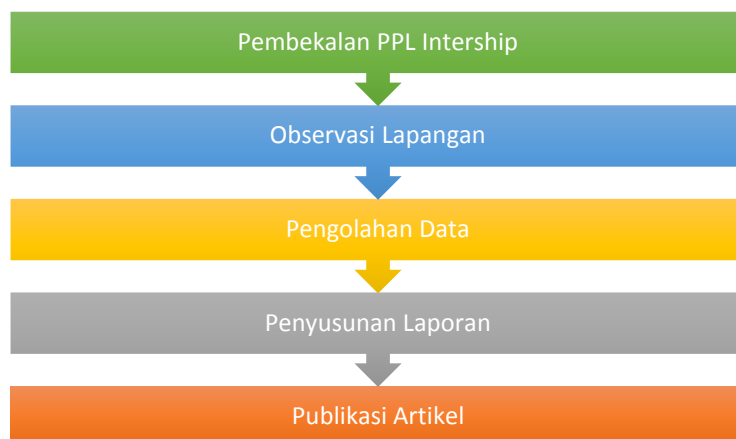 Pembekalan PPL Intership
Observasi Lapangan
Pengolahan Data
Penyusunan Laporan
Publikasi Artikel